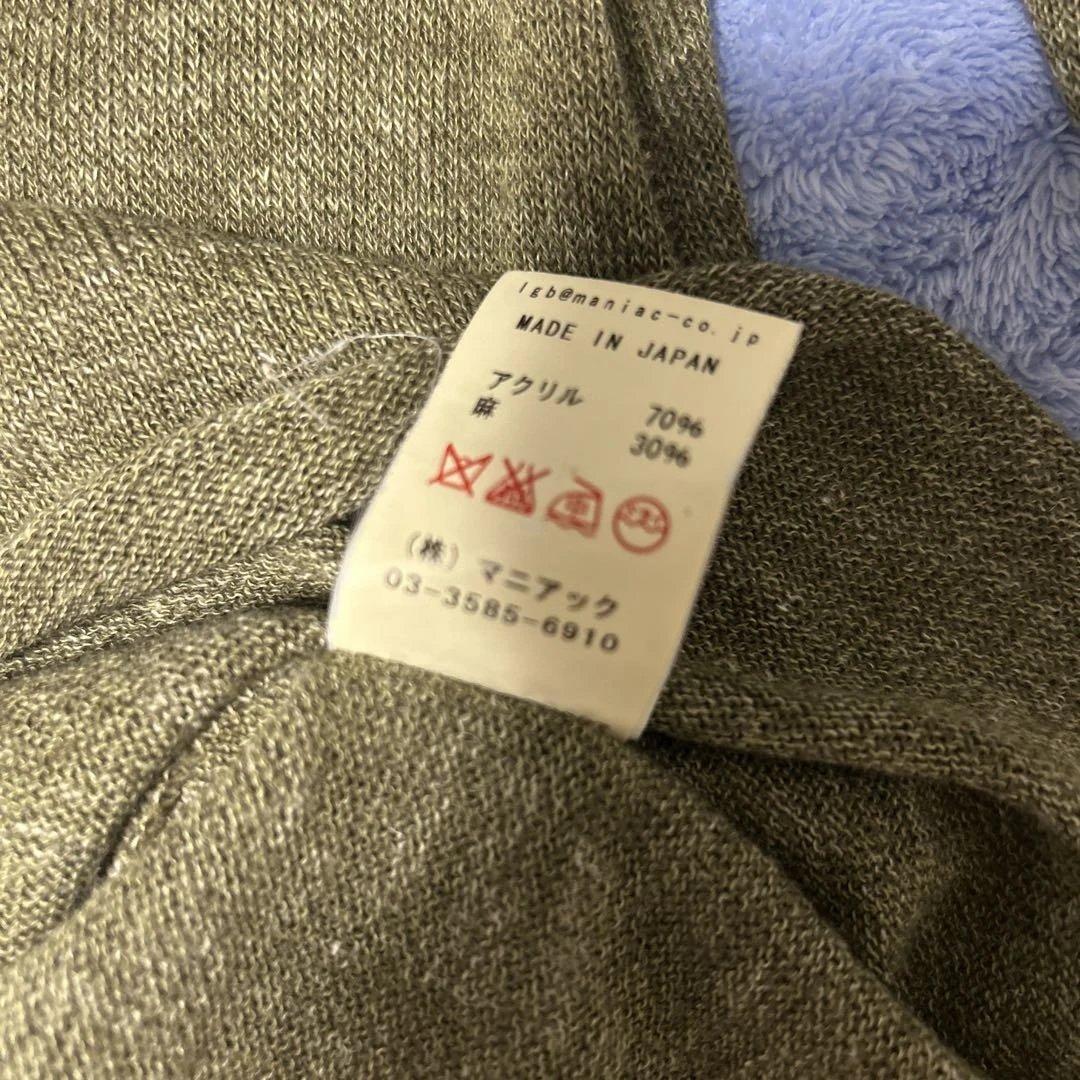 lgb@maniac-co.jp
MADE IN JAPAN
アクリル 70%
麻 30%
(株) マニアック
03-3585-6910